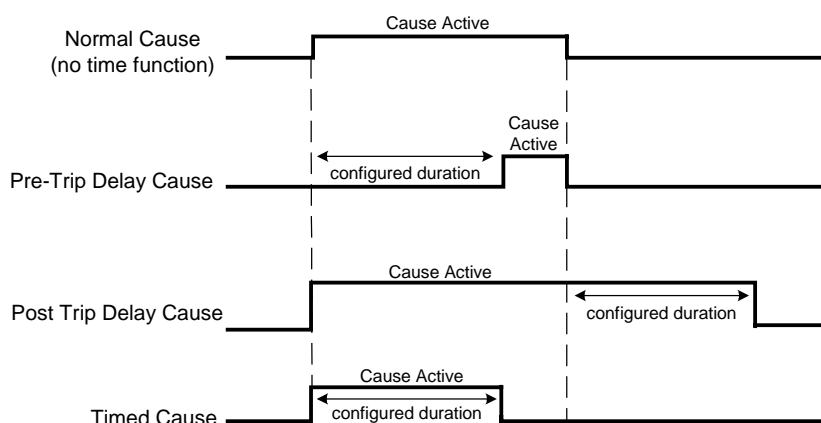 Cause Active
Normal Cause
(no time function)
Cause
Active
configured duration
Pre-Trip Delay Cause
Cause Active
configured duration
Post Trip Delay Cause
Cause Active
configured duration
Timed Cause